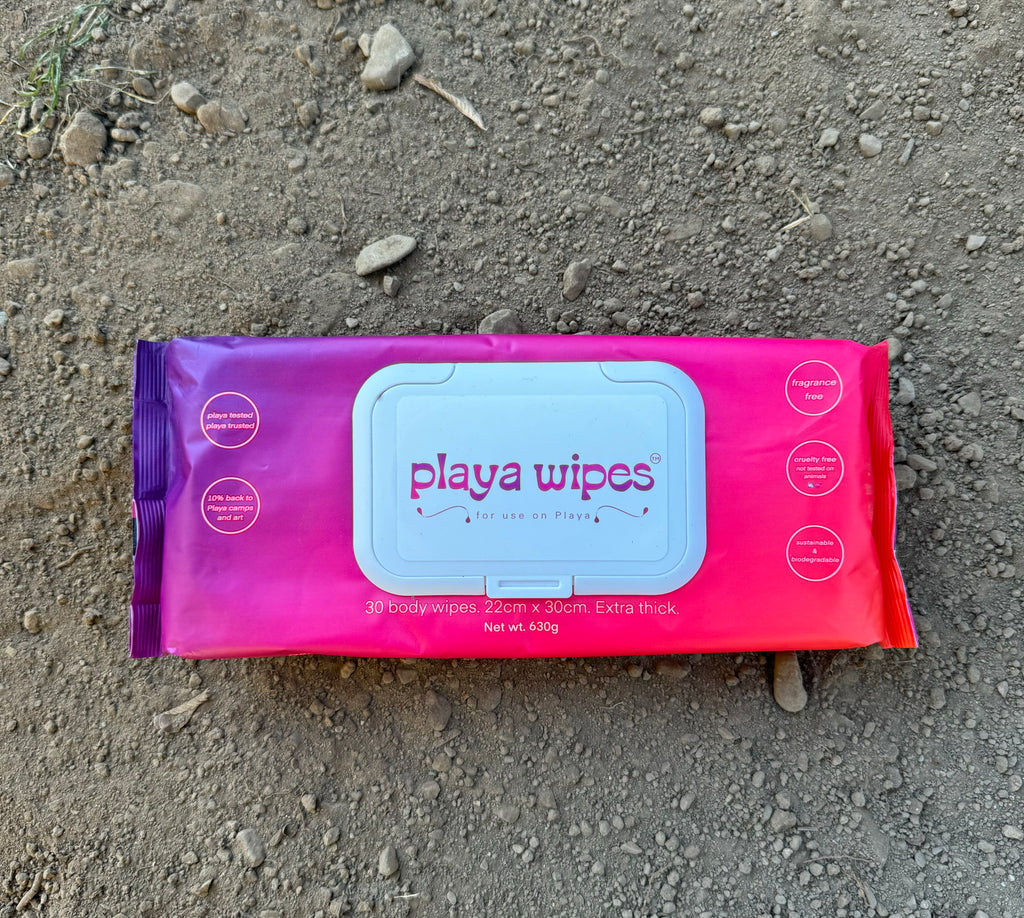 playa tested
playa trusted
10% back to
Playa camps
and art
playa wipes™
for use on Playa
30 body wipes. 22cm x 30cm. Extra thick.
Net wt. 630g
fragrance
free
cruelty free
not tested on
animals
sustainable
&
biodegradable